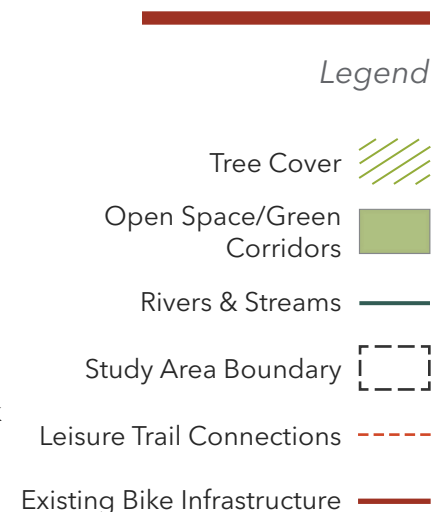 Legend
Tree Cover
Open Space/Green
Corridors
Rivers & Streams
Study Area Boundary
Leisure Trail Connections
Existing Bike Infrastructure